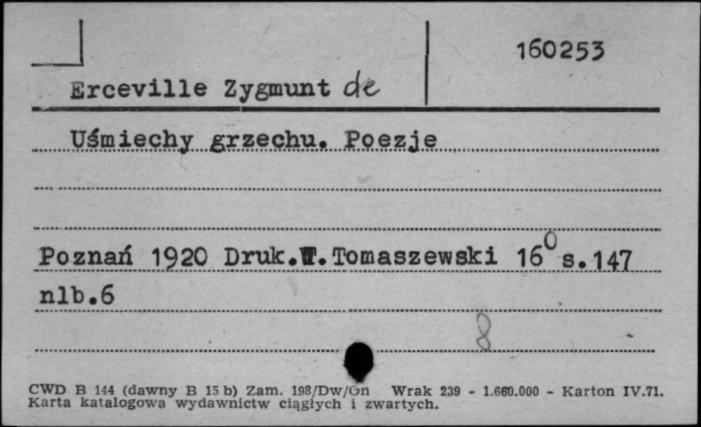 160253
Erceville Zygmunt de
Uśmiechy grzechu. Poezje
Poznań 1920 Druk.T.Tomaszewski 16⁰ s.147
nlb.6
8
CWD B 144 (dawny B 15 b) Zam. 198/Dw/Gn Wrak 239 - 1.660.000 - Karton IV.71.
Karta katalogowa wydawnictw ciągłych i zwartych.